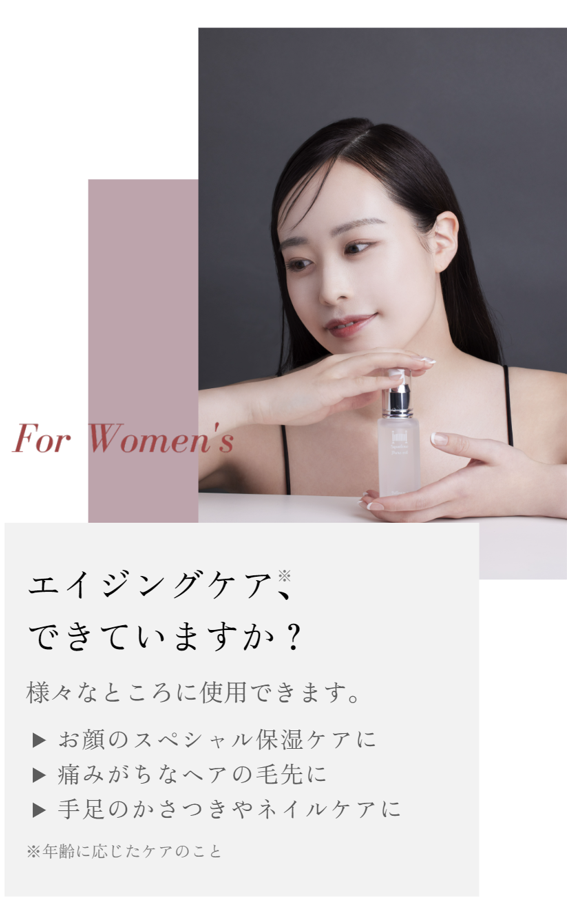 For Women's
エイジングケア※、
できていますか？
様々なところに使用できます。
▶ お顔のスペシャル保湿ケアに
▶ 痛みがちなヘアの毛先に
▶ 手足のかさつきやネイルケアに
※年齢に応じたケアのこと